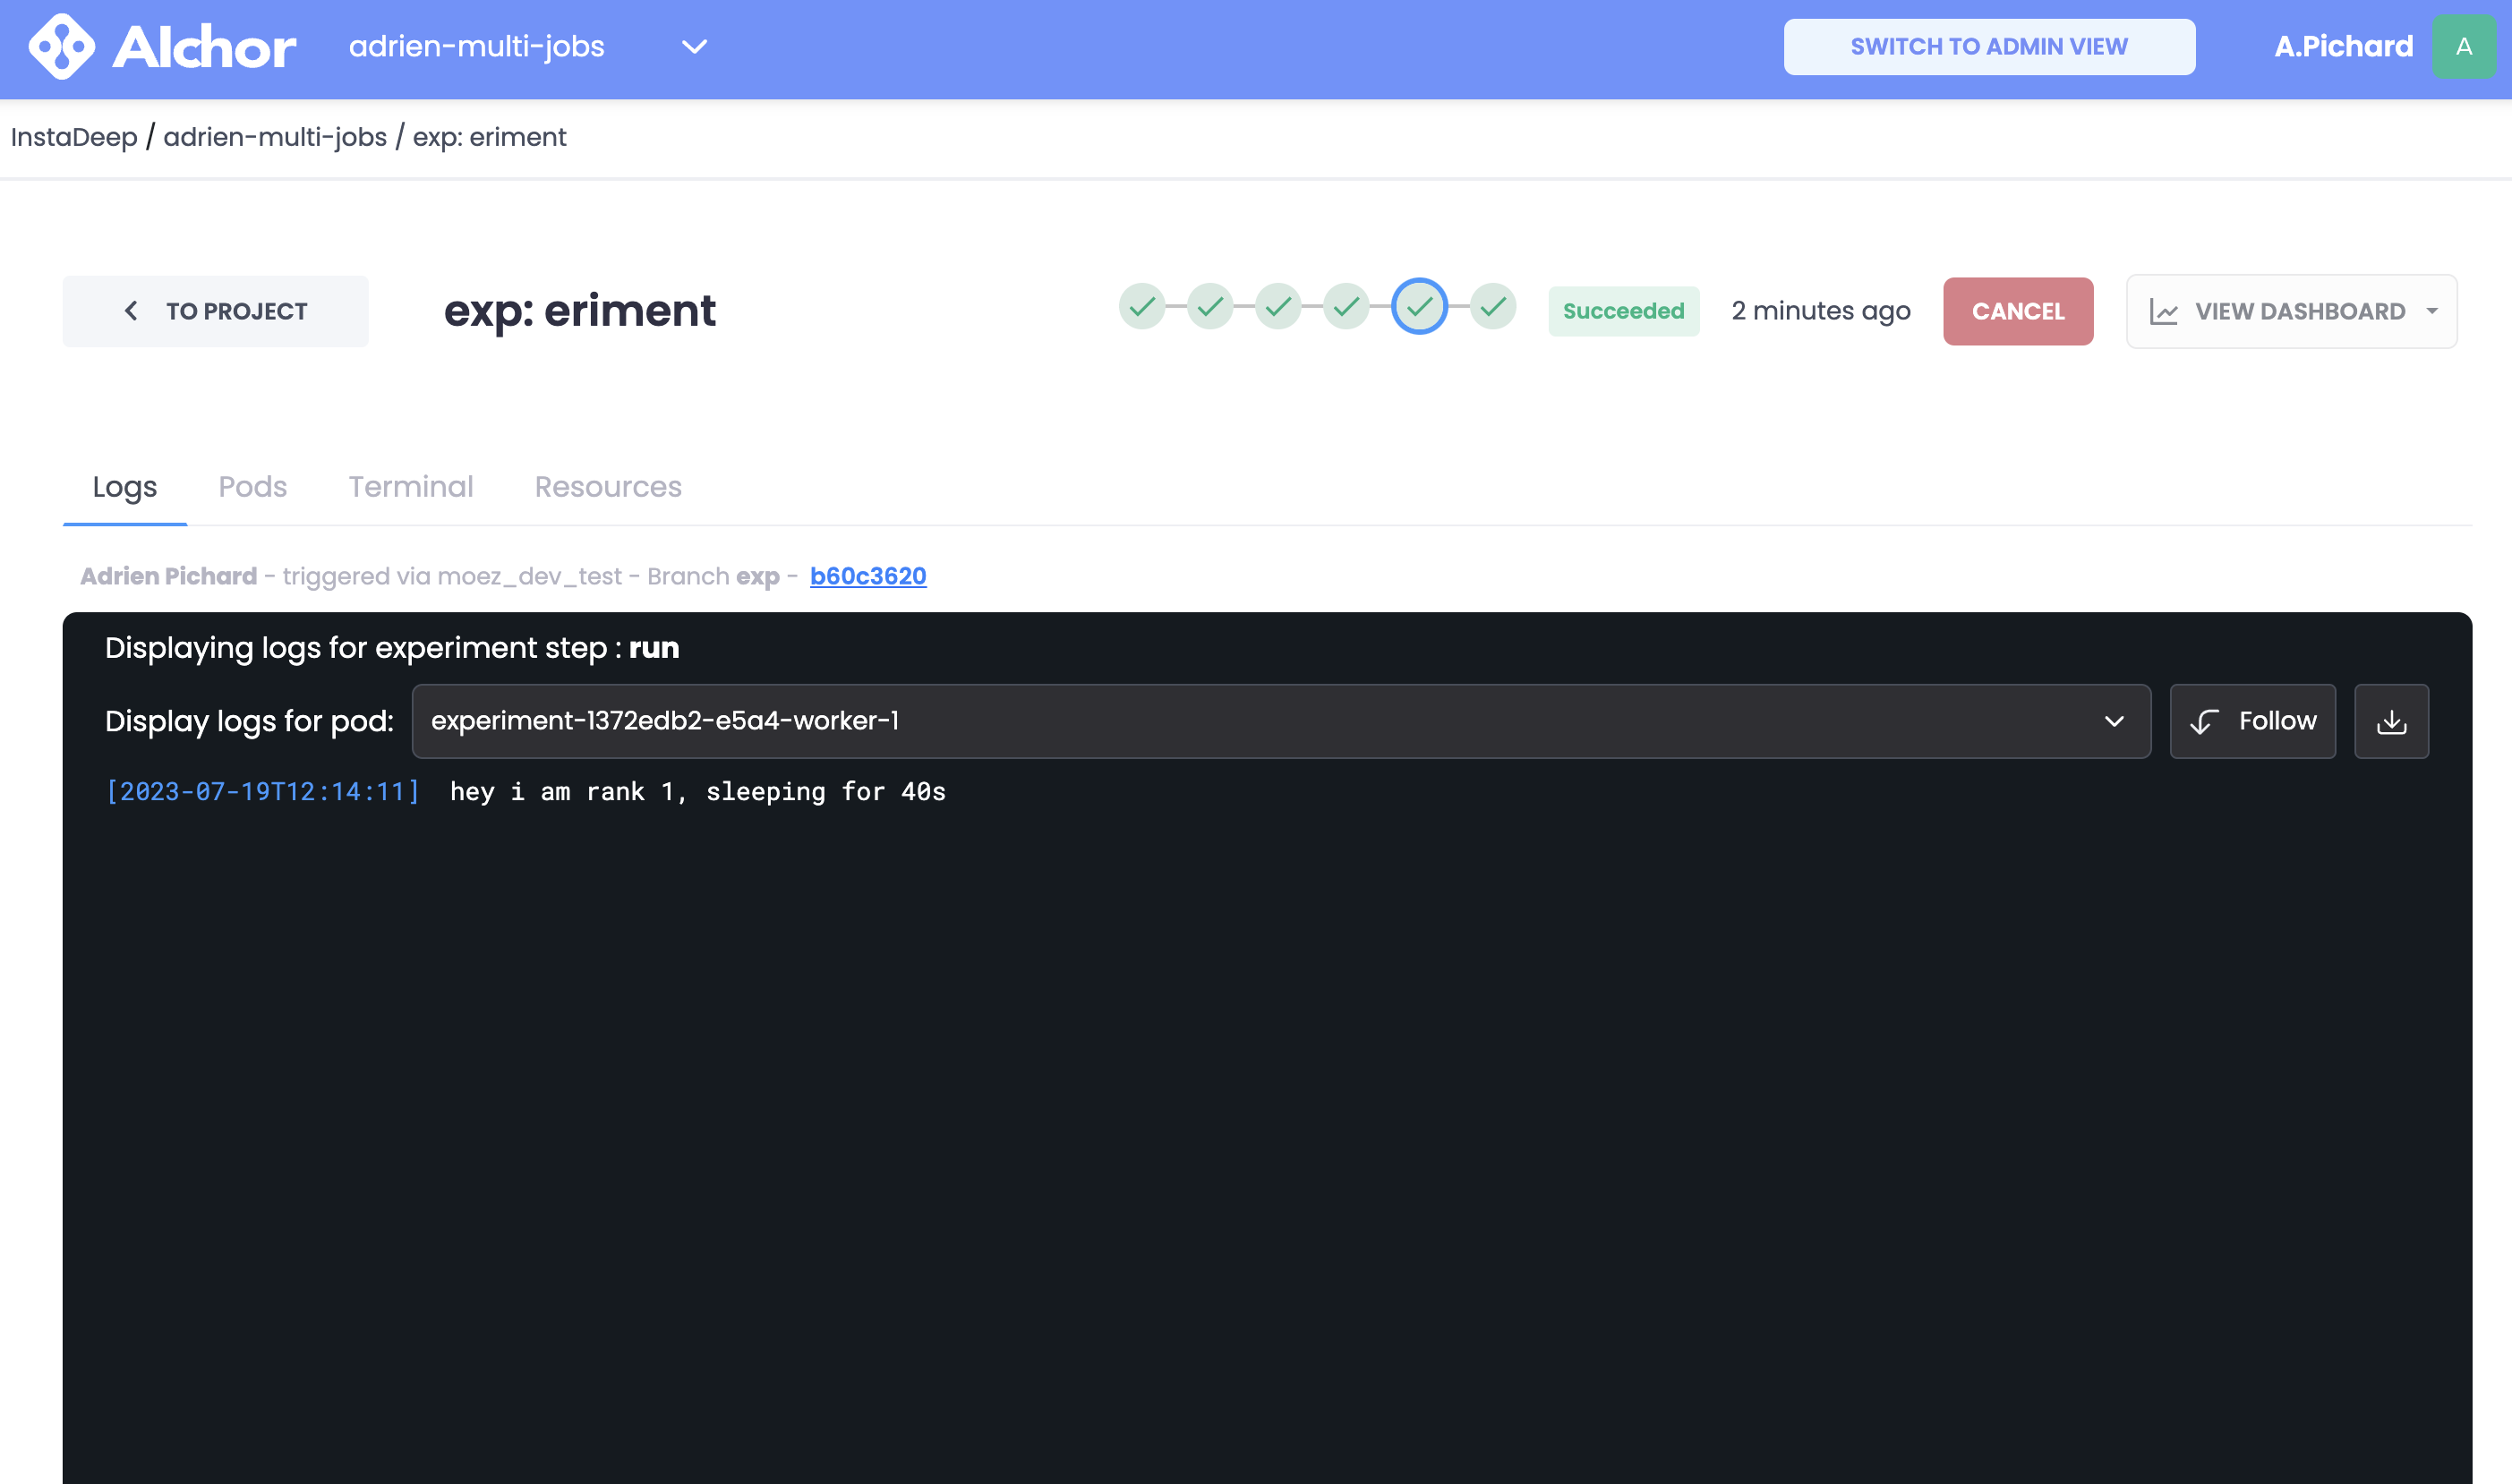 AIchor adrien-multi-jobs SWITCH TO ADMIN VIEW A.Pichard A
InstaDeep / adrien-multi-jobs / exp: eriment
TO PROJECT exp: eriment Succeeded 2 minutes ago CANCEL VIEW DASHBOARD
Logs Pods Terminal Resources
Adrien Pichard - triggered via moez_dev_test - Branch exp - b60c3620
Displaying logs for experiment step : run
Display logs for pod: experiment-1372edb2-e5a4-worker-1 Follow
[2023-07-19T12:14:11] hey i am rank 1, sleeping for 40s